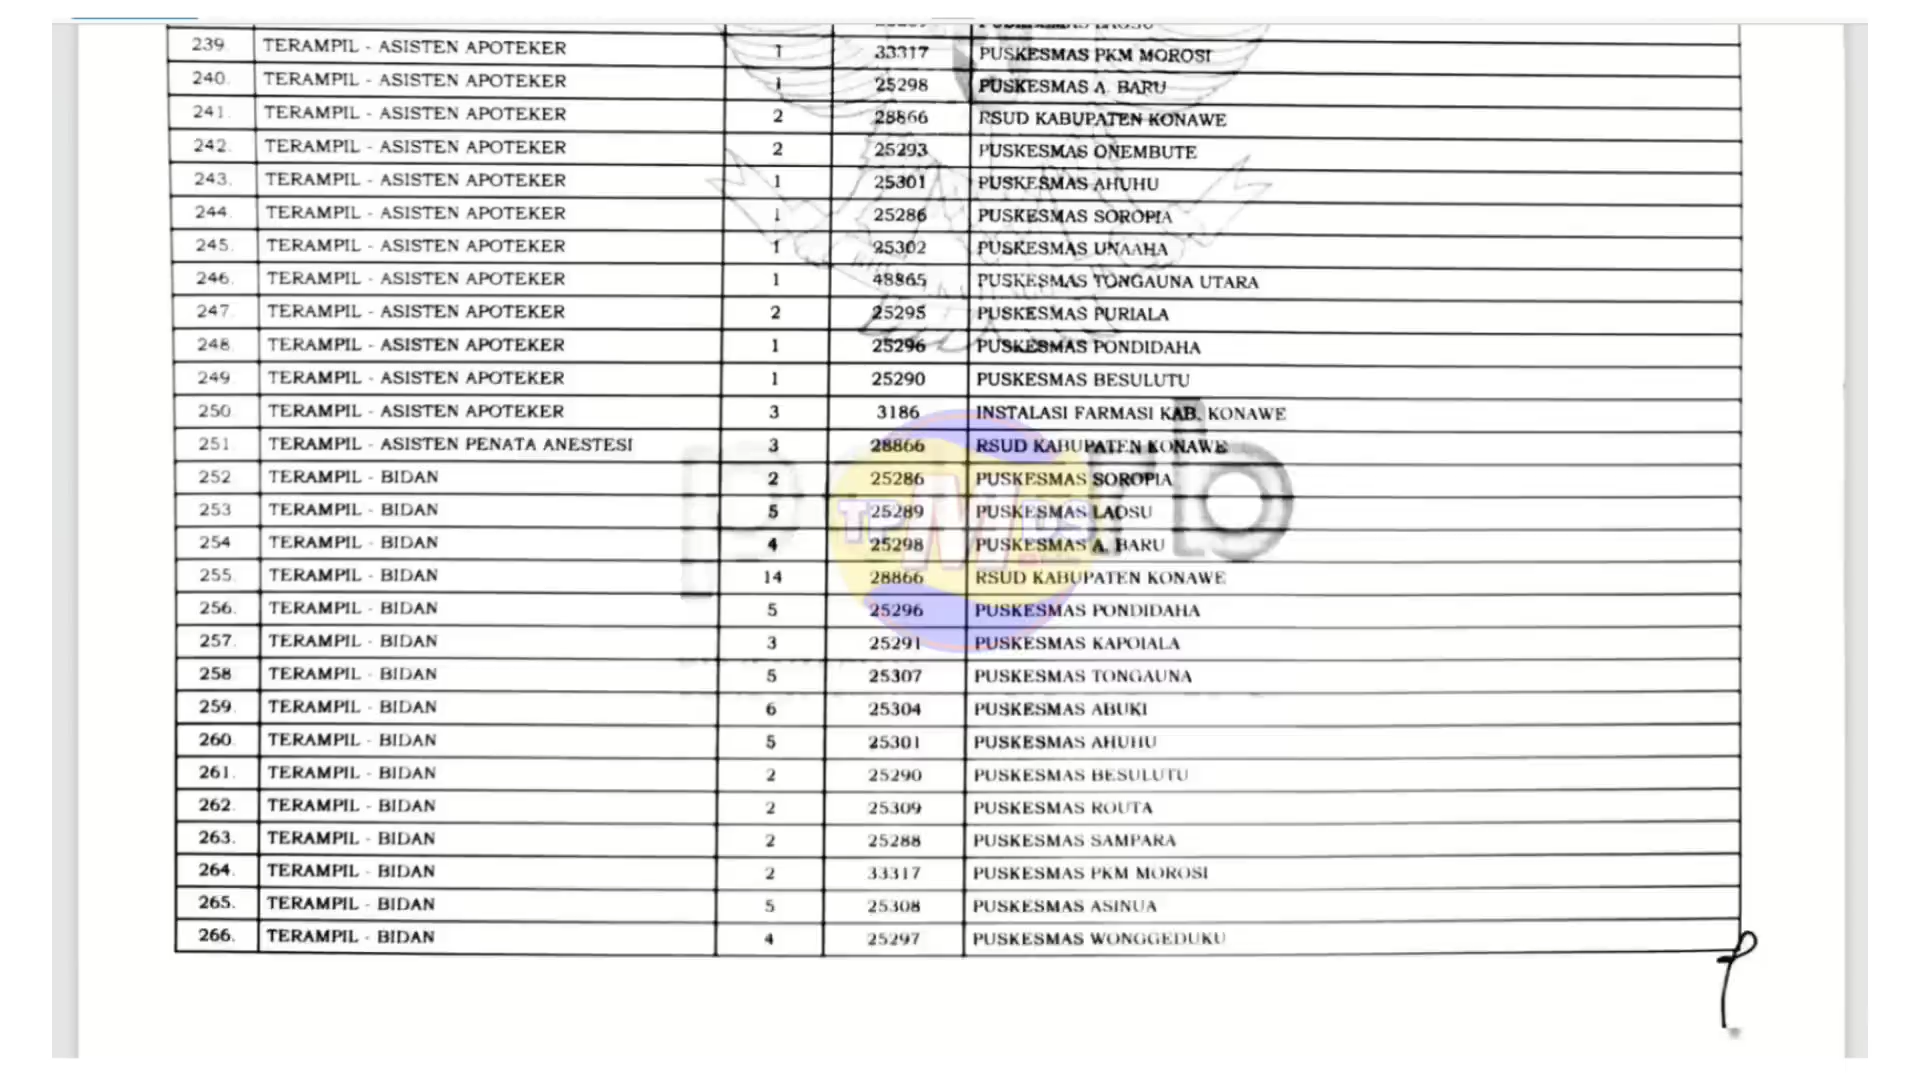 239. TERAMPIL - ASISTEN APOTEKER 1 33317 PUSKESMAS PKM MOROSI
240. TERAMPIL - ASISTEN APOTEKER 1 25298 PUSKESMAS A. BARU
241. TERAMPIL - ASISTEN APOTEKER 2 28866 RSUD KABUPATEN KONAWE
242. TERAMPIL - ASISTEN APOTEKER 2 25293 PUSKESMAS ONEMBUTE
243. TERAMPIL - ASISTEN APOTEKER 1 25301 PUSKESMAS AHUHU
244. TERAMPIL - ASISTEN APOTEKER 1 25286 PUSKESMAS SOROPIA
245. TERAMPIL - ASISTEN APOTEKER 1 25302 PUSKESMAS UNAAHA
246. TERAMPIL - ASISTEN APOTEKER 1 48865 PUSKESMAS TONGAUNA UTARA
247. TERAMPIL - ASISTEN APOTEKER 2 25295 PUSKESMAS PURIALA
248. TERAMPIL - ASISTEN APOTEKER 1 25296 PUSKESMAS PONDIDAHA
249. TERAMPIL - ASISTEN APOTEKER 1 25290 PUSKESMAS BESULUTU
250. TERAMPIL - ASISTEN APOTEKER 3 3186 INSTALASI FARMASI KAB. KONAWE
251 TERAMPIL - ASISTEN PENATA ANESTESI 3 28866 RSUD KABUPATEN KONAWE
252 TERAMPIL - BIDAN 2 25286 PUSKESMAS SOROPIA
253 TERAMPIL - BIDAN 5 25289 PUSKESMAS LAOSU
254 TERAMPIL - BIDAN 4 25298 PUSKESMAS A. BARU
255. TERAMPIL - BIDAN 14 28866 RSUD KABUPATEN KONAWE
256. TERAMPIL - BIDAN 5 25296 PUSKESMAS PONDIDAHA
257. TERAMPIL - BIDAN 3 25291 PUSKESMAS KAPOIALA
258 TERAMPIL - BIDAN 5 25307 PUSKESMAS TONGAUNA
259. TERAMPIL - BIDAN 6 25304 PUSKESMAS ABUKI
260 TERAMPIL - BIDAN 5 25301 PUSKESMAS AHUHU
261. TERAMPIL - BIDAN 2 25290 PUSKESMAS BESULUTU
262. TERAMPIL - BIDAN 2 25309 PUSKESMAS ROUTA
263. TERAMPIL - BIDAN 2 25288 PUSKESMAS SAMPARA
264. TERAMPIL - BIDAN 2 33317 PUSKESMAS PKM MOROSI
265. TERAMPIL - BIDAN 5 25308 PUSKESMAS ASINUA
266. TERAMPIL - BIDAN 4 25297 PUSKESMAS WONGGEDUKU